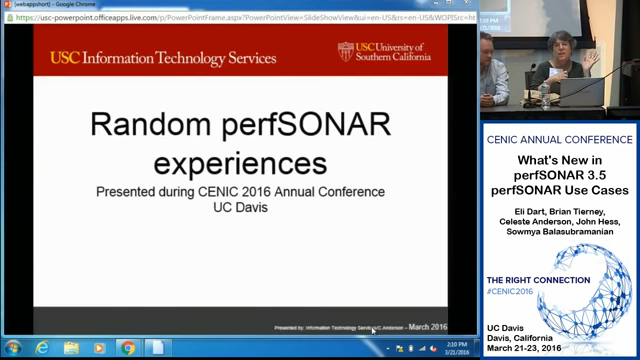 [webappshort] - Google Chrome
https://usc-powerpoint.officeapps.live.com/p/PowerPointFrame.aspx?PowerPointView=SlideShowView&ui=en-US&rs=en-US&WOPISrc=ht
USC Information Technology Services
USC University of
Southern California
Random perfSONAR
experiences
Presented during CENIC 2016 Annual Conference
UC Davis
Presented by: Information Technology Services/C Anderson – March 2016
2:10 PM
3/21/2016
CENIC ANNUAL CONFERENCE
What's New in
perfSONAR 3.5
perfSONAR Use Cases
Eli Dart, Brian Tierney,
Celeste Anderson, John Hess,
Sowmya Balasubramanian
THE RIGHT CONNECTION
#CENIC2016
UC Davis
Davis, California
March 21-23, 2016